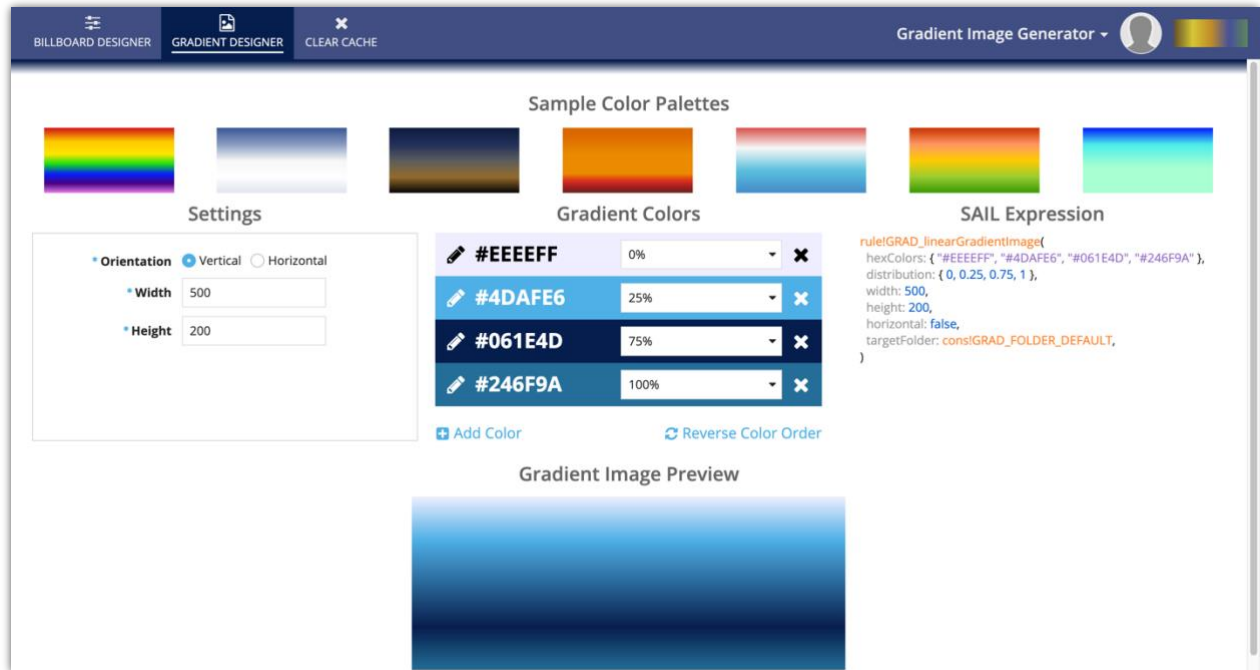 BILLBOARD DESIGNER
GRADIENT DESIGNER
CLEAR CACHE
Gradient Image Generator
Sample Color Palettes
Settings
* Orientation Vertical Horizontal
* Width 500
* Height 200
Gradient Colors
#EEEEFF 0%
#4DAFE6 25%
#061E4D 75%
#246F9A 100%
Add Color Reverse Color Order
SAIL Expression
rule!GRAD_linearGradientImage(
hexColors: { "#EEEEFF", "#4DAFE6", "#061E4D", "#246F9A" },
distribution: { 0, 0.25, 0.75, 1 },
width: 500,
height: 200,
horizontal: false,
targetFolder: cons!GRAD_FOLDER_DEFAULT,
)
Gradient Image Preview